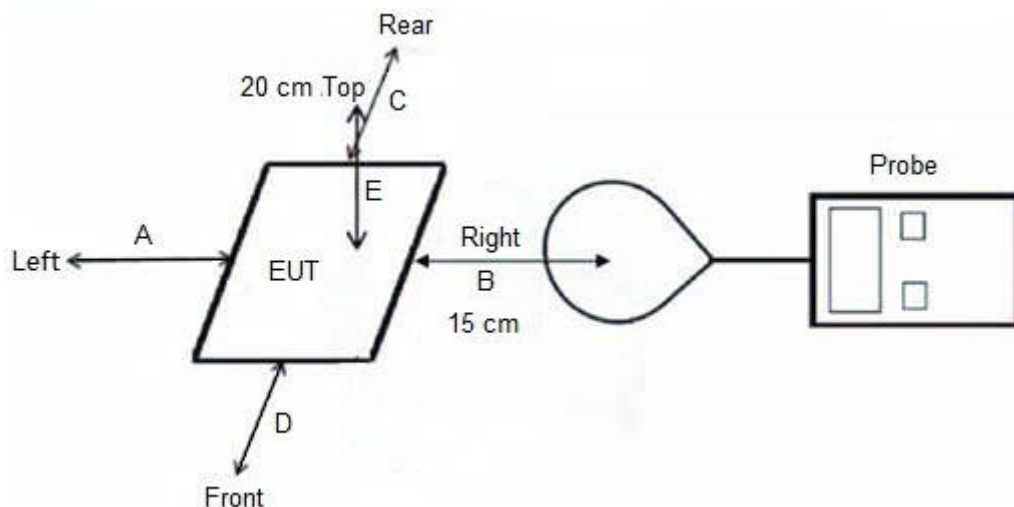 Rear
20 cm .Top
C
Probe
E
A
Right
Left
EUT
B
15 cm
D
Front